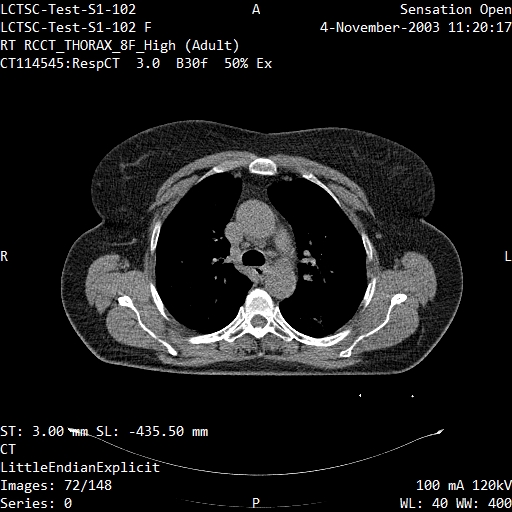 LCTSC-Test-S1-102
A
Sensation Open
LCTSC-Test-S1-102 F
4-November-2003 11:20:17
RT RCCT_THORAX_8F_High (Adult)
CT114545:RespCT 3.0 B30f 50% Ex
R
L
ST: 3.00 mm SL: -435.50 mm
CT
LittleEndianExplicit
Images: 72/148
100 mA 120kV
Series: 0
P
WL: 40 WW: 400